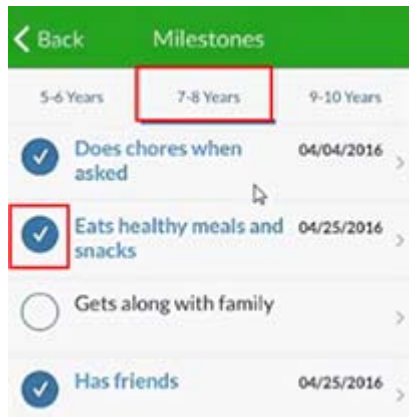 Back Milestones
5-6 Years 7-8 Years 9-10 Years
Does chores when 04/04/2016
asked
Eats healthy meals and 04/25/2016
snacks
Gets along with family
Has friends 04/25/2016